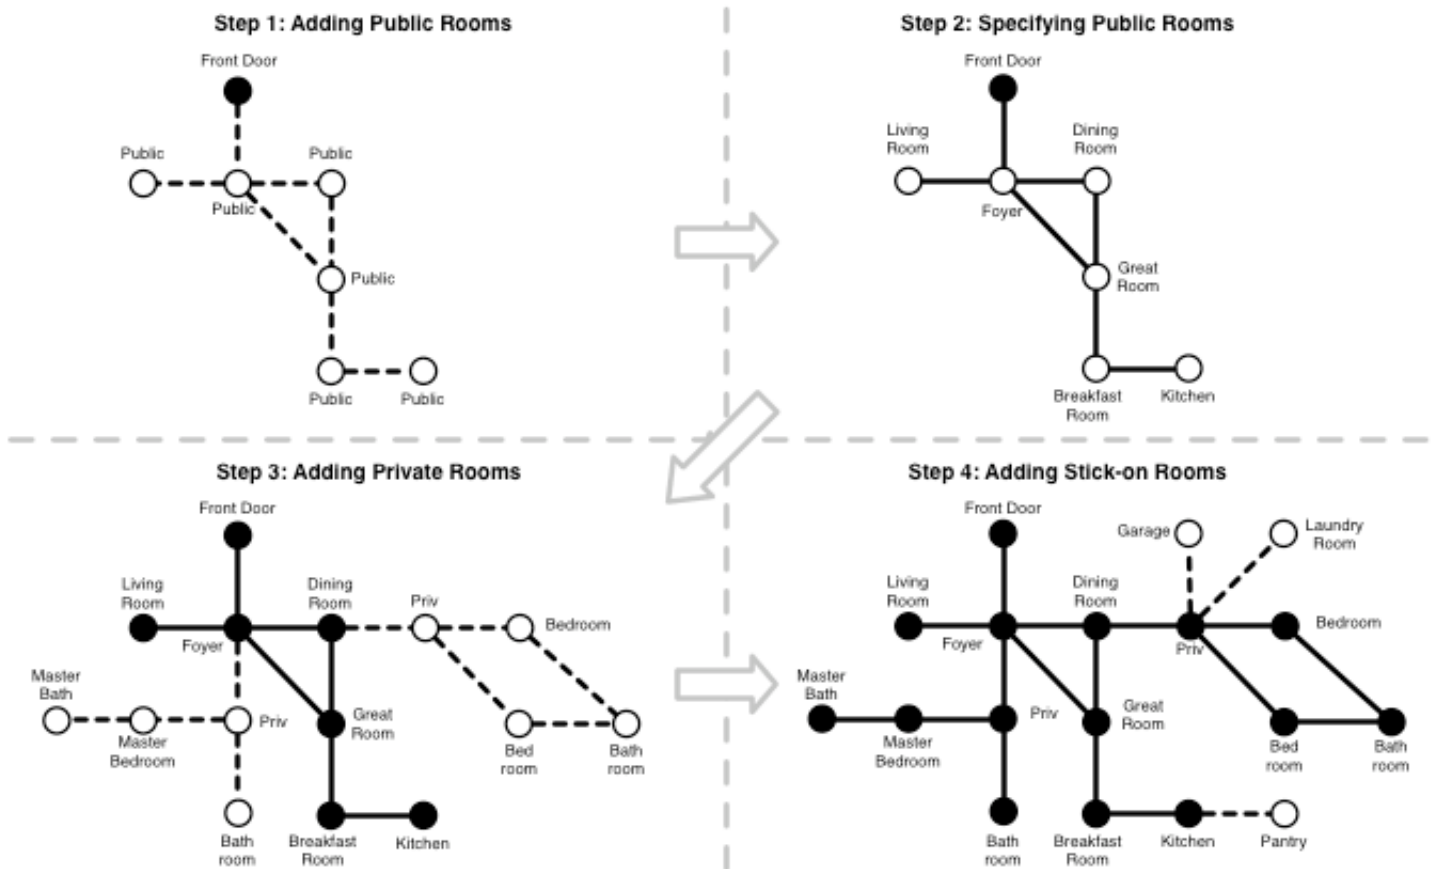 Step 1: Adding Public Rooms
Front Door
Public
Public
Public
Public
Public
Public
Step 2: Specifying Public Rooms
Front Door
Living
Room
Dining
Room
Foyer
Great
Room
Breakfast
Room
Kitchen
Step 3: Adding Private Rooms
Front Door
Living
Room
Dining
Room
Priv
Bedroom
Foyer
Master
Bath
Priv
Great
Room
Master
Bedroom
Bed
room
Bath
room
Bath
room
Breakfast
Room
Kitchen
Step 4: Adding Stick-on Rooms
Front Door
Garage
Laundry
Room
Living
Room
Dining
Room
Bedroom
Foyer
Priv
Master
Bath
Priv
Great
Room
Master
Bedroom
Bed
room
Bath
room
Bath
room
Breakfast
Room
Kitchen
Pantry